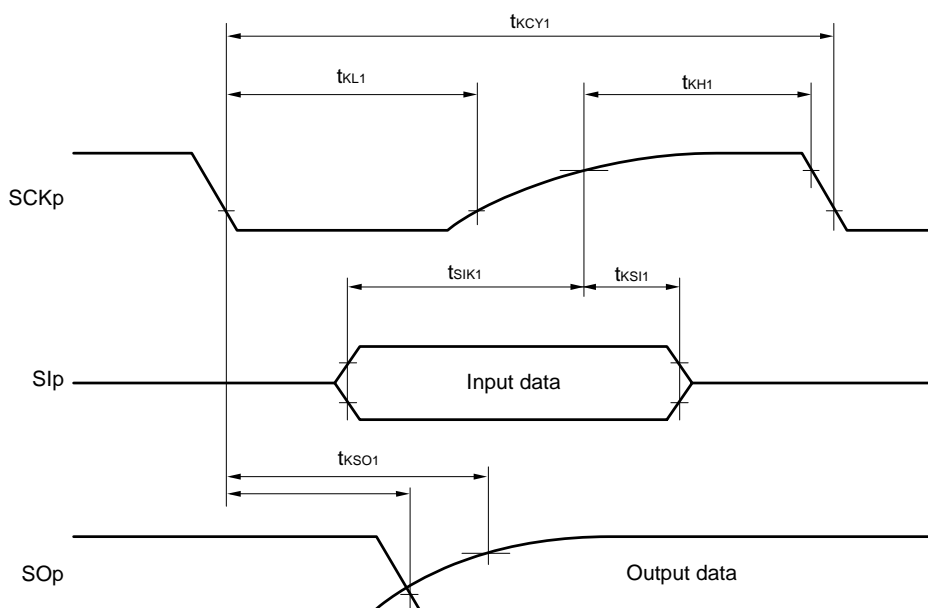 tKCY1
tKL1
tKH1
SCKp
tSIK1
tKSI1
SIp
Input data
tKSO1
SOp
Output data